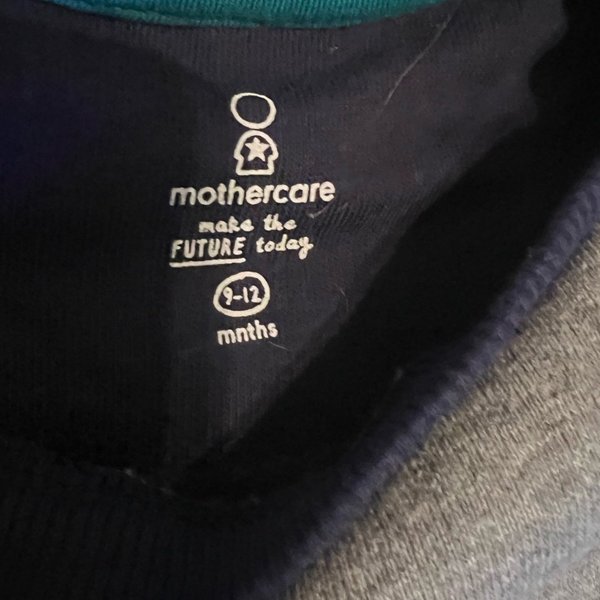 mothercare
make the
FUTURE today
9-12
mnths